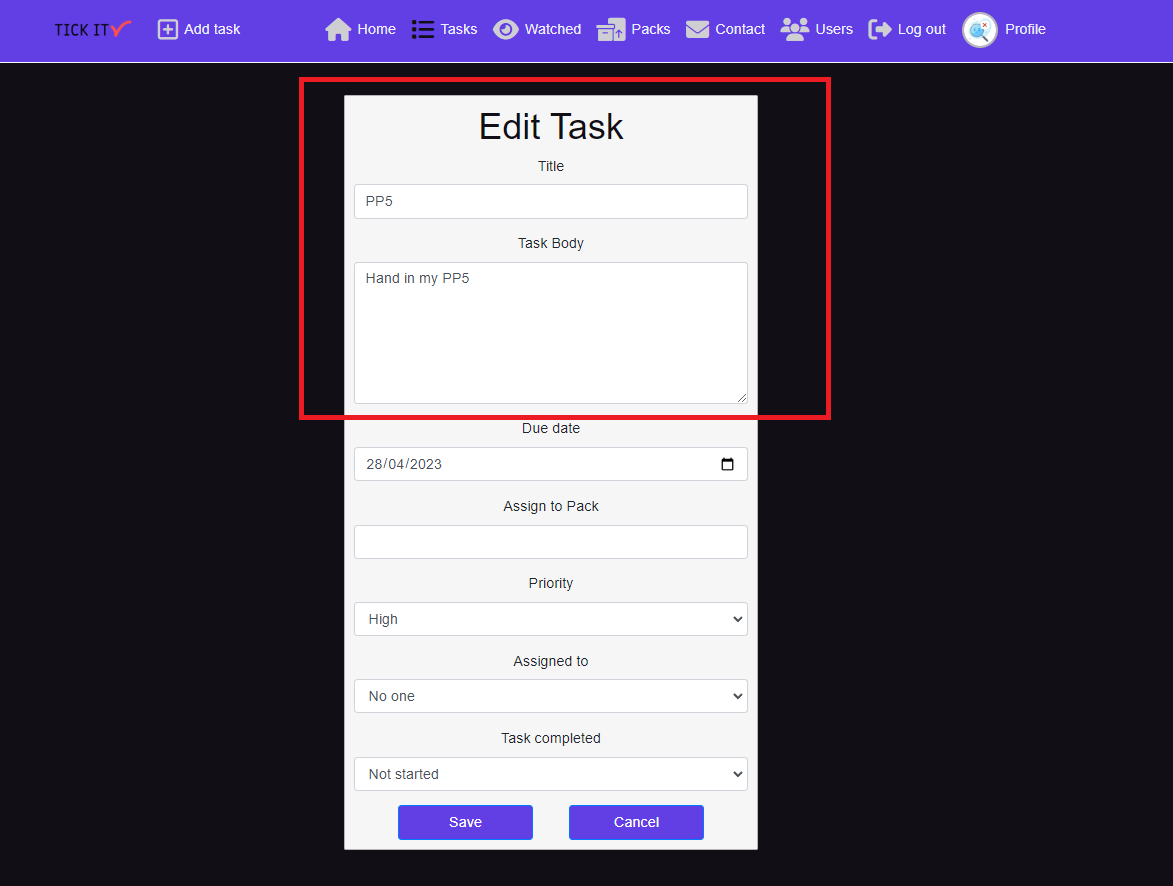 TICK IT Add task Home Tasks Watched Packs Contact Users Log out Profile
Edit Task
Title
PP5
Task Body
Hand in my PP5
Due date
28/04/2023
Assign to Pack
Priority
High
Assigned to
No one
Task completed
Not started
Save Cancel